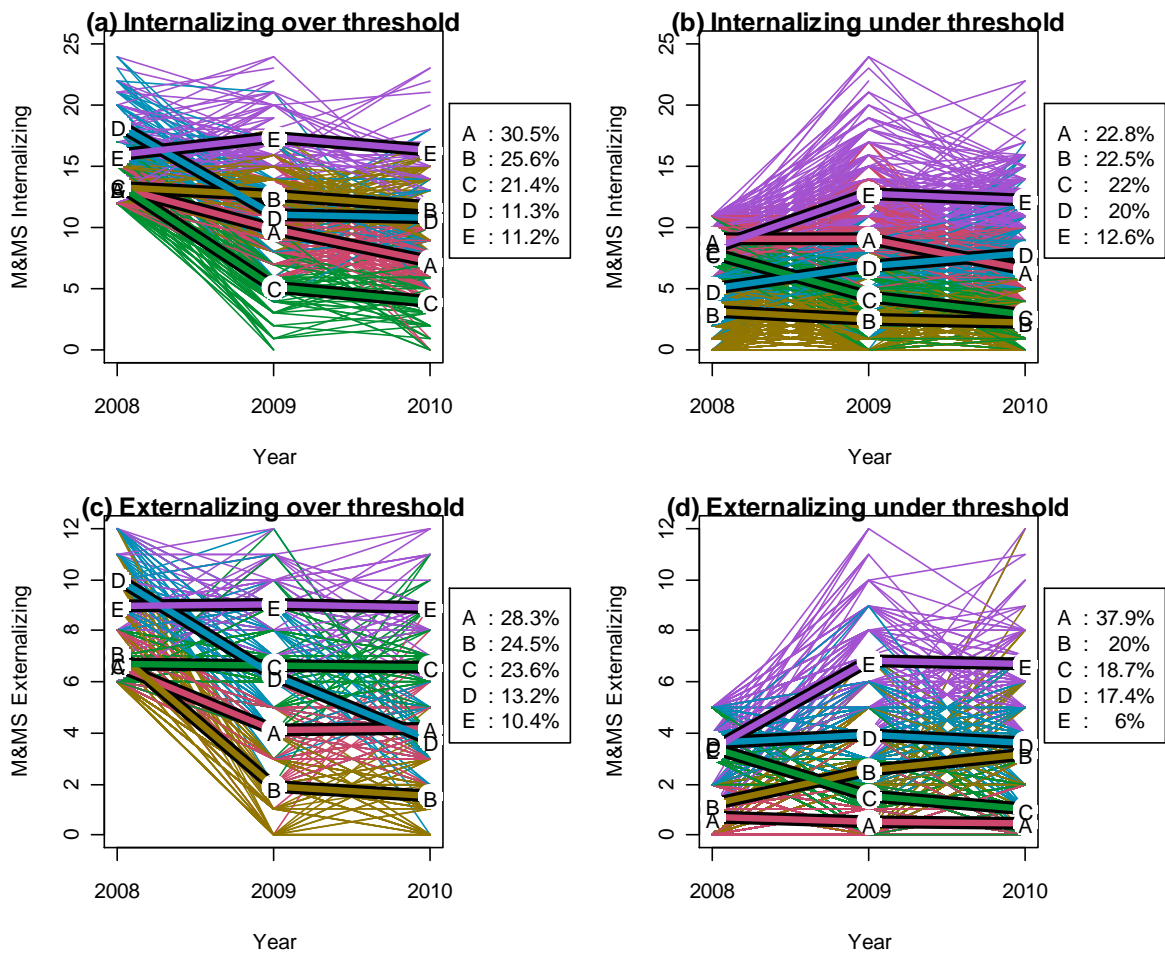 (a) Internalizing over threshold
M&MS Internalizing
25
20
15
10
5
0
D
E
C
B
A
E
B
D
A
C
E
B
D
A
C
2008 2009 2010
Year
A : 30.5%
B : 25.6%
C : 21.4%
D : 11.3%
E : 11.2%
(b) Internalizing under threshold
M&MS Internalizing
25
20
15
10
5
0
A
E
C
D
B
E
A
D
C
B
E
D
A
C
B
2008 2009 2010
Year
A : 22.8%
B : 22.5%
C : 22%
D : 20%
E : 12.6%
(c) Externalizing over threshold
M&MS Externalizing
12
10
8
6
4
2
0
D
E
B
C
A
E
C
D
A
B
E
C
A
D
B
2008 2009 2010
Year
A : 28.3%
B : 24.5%
C : 23.6%
D : 13.2%
E : 10.4%
(d) Externalizing under threshold
M&MS Externalizing
12
10
8
6
4
2
0
D
C
E
B
A
E
D
B
C
A
E
D
B
C
A
2008 2009 2010
Year
A : 37.9%
B : 20%
C : 18.7%
D : 17.4%
E : 6%